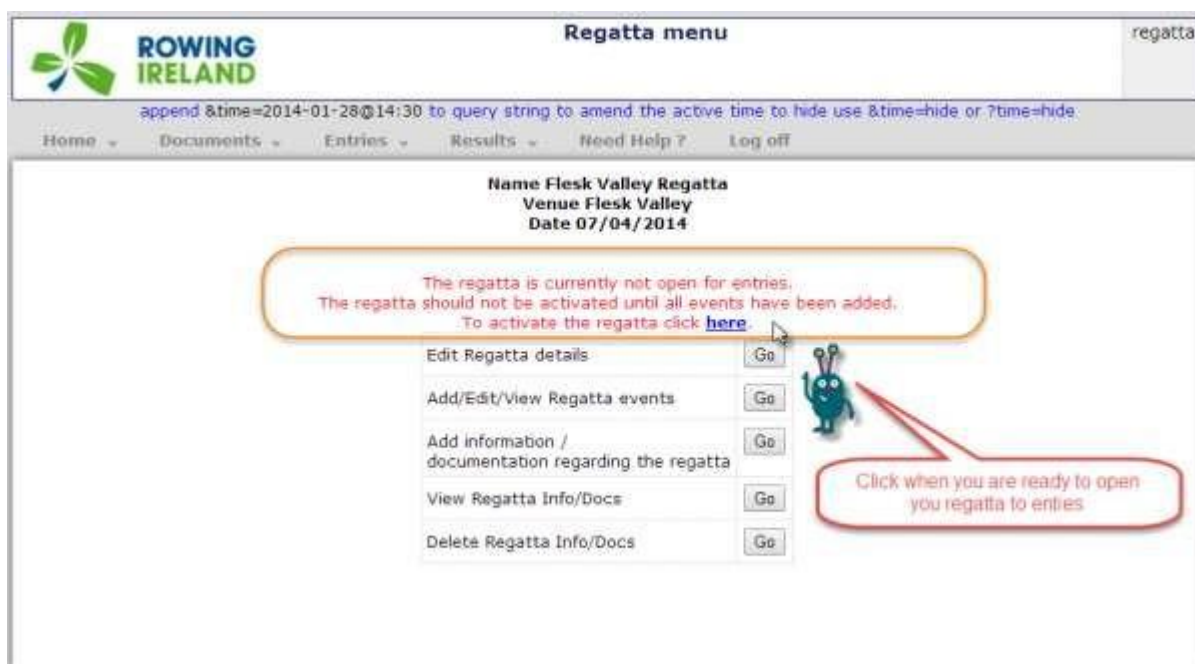 Regatta menu
regatta
ROWING
IRELAND
append &time=2014-01-28@14:30 to query string to amend the active time to hide use &time=hide or ?time=hide
Home Documents Entries Results Need Help ? Log off
Name Flesk Valley Regatta
Venue Flesk Valley
Date 07/04/2014
The regatta is currently not open for entries.
The regatta should not be activated until all events have been added.
To activate the regatta click here.
Edit Regatta details Go
Add/Edit/View Regatta events Go
Add information / Go
documentation regarding the regatta
View Regatta Info/Docs Go
Delete Regatta Info/Docs Go
Click when you are ready to open
you regatta to enties